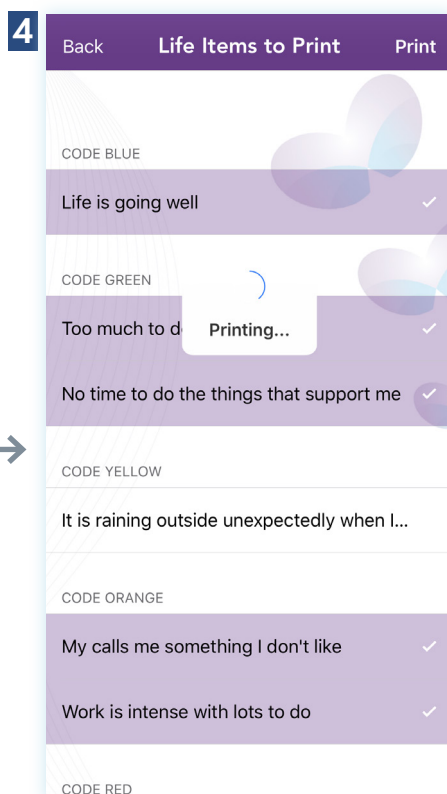 4
Back Life Items to Print Print
CODE BLUE
Life is going well
CODE GREEN
Too much to d
Printing...
No time to do the things that support me
CODE YELLOW
It is raining outside unexpectedly when I...
CODE ORANGE
My calls me something I don't like
Work is intense with lots to do
CODE RED